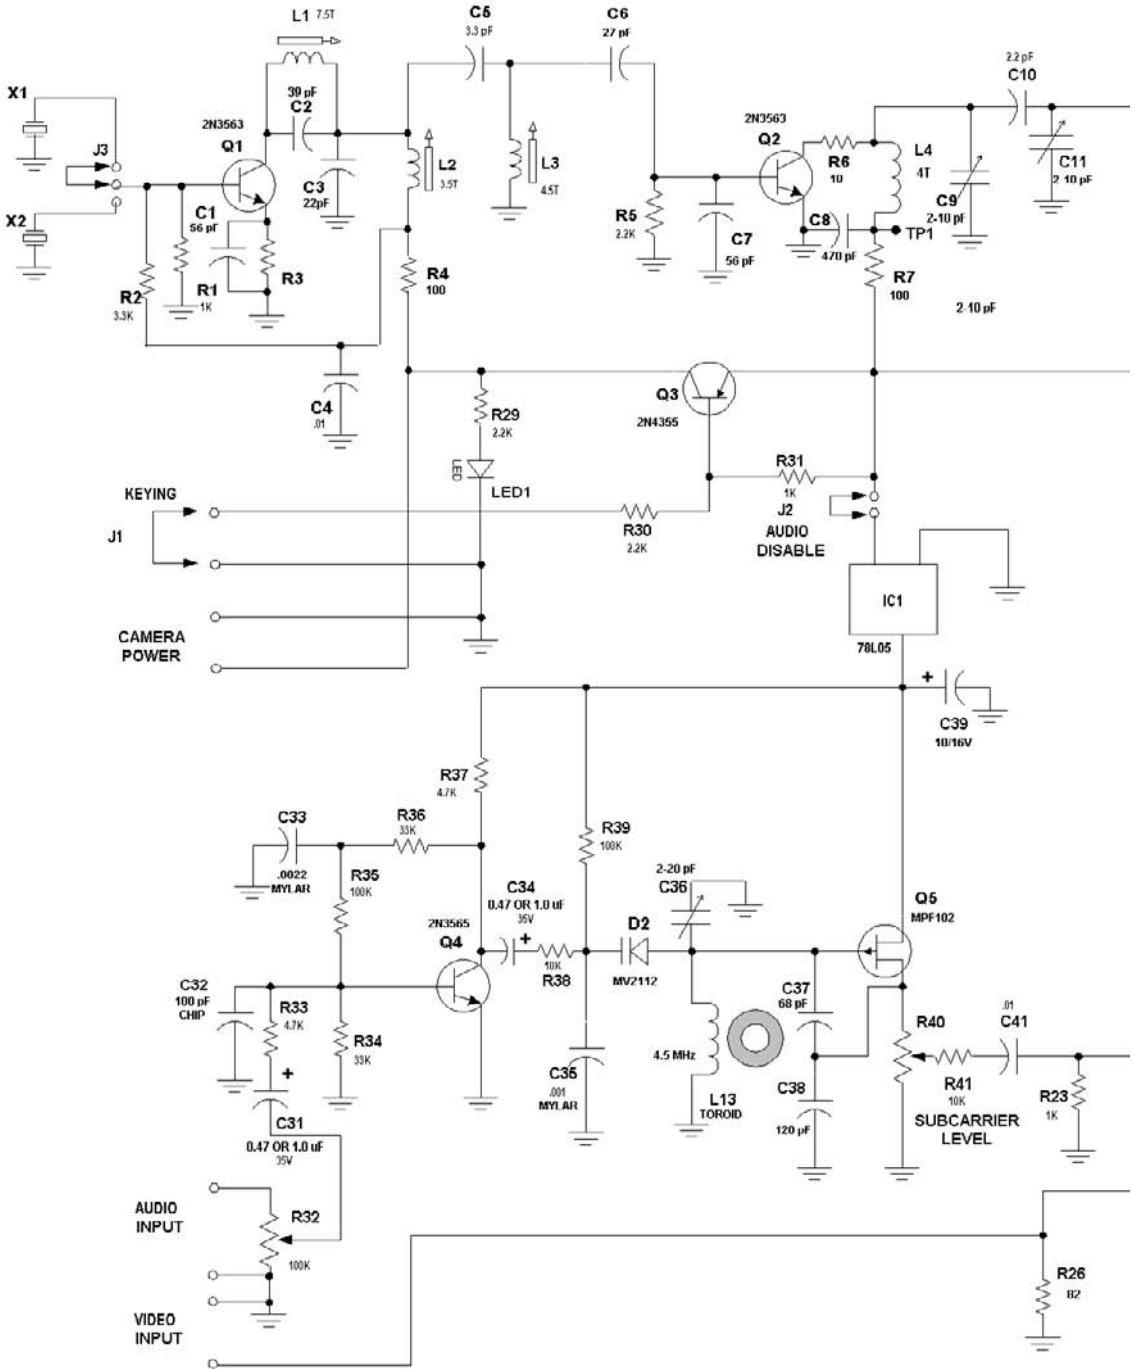 L1 7.5T
C5
3.3 pF
C6
27 pF
2.2 pF
C10
X1
39 pF
C2
2N3563
Q1
2N3563
Q2
J3
L2
3.5T
L3
4.5T
R6
10
L4
4T
C11
2-10 pF
C3
22pF
X2
C1
56 pF
R5
2.2K
C7
56 pF
C8
470 pF
C9
2-10 pF
TP1
R2
3.3K
R1
1K
R3
R4
100
R7
100
2-10 pF
C4
.01
R29
2.2K
Q3
2N4355
LED
LED1
R31
1K
J2
AUDIO
DISABLE
KEYING
J1
R30
2.2K
IC1
78L05
CAMERA
POWER
+
C39
10/16V
R37
4.7K
C33
.0022
MYLAR
R36
33K
R39
100K
R35
100K
C34
0.47 OR 1.0 uF
35V
+
2-20 pF
C36
Q5
MPF102
2N3565
Q4
R38
10K
D2
MV2112
C32
100 pF
CHIP
R33
4.7K
R34
33K
C37
68 pF
R40
.01
C41
+
C31
0.47 OR 1.0 uF
35V
C35
.001
MYLAR
4.5 MHz
L13
TOROID
C38
120 pF
R41
10K
SUBCARRIER
LEVEL
R23
1K
AUDIO
INPUT
R32
100K
VIDEO
INPUT
R26
82